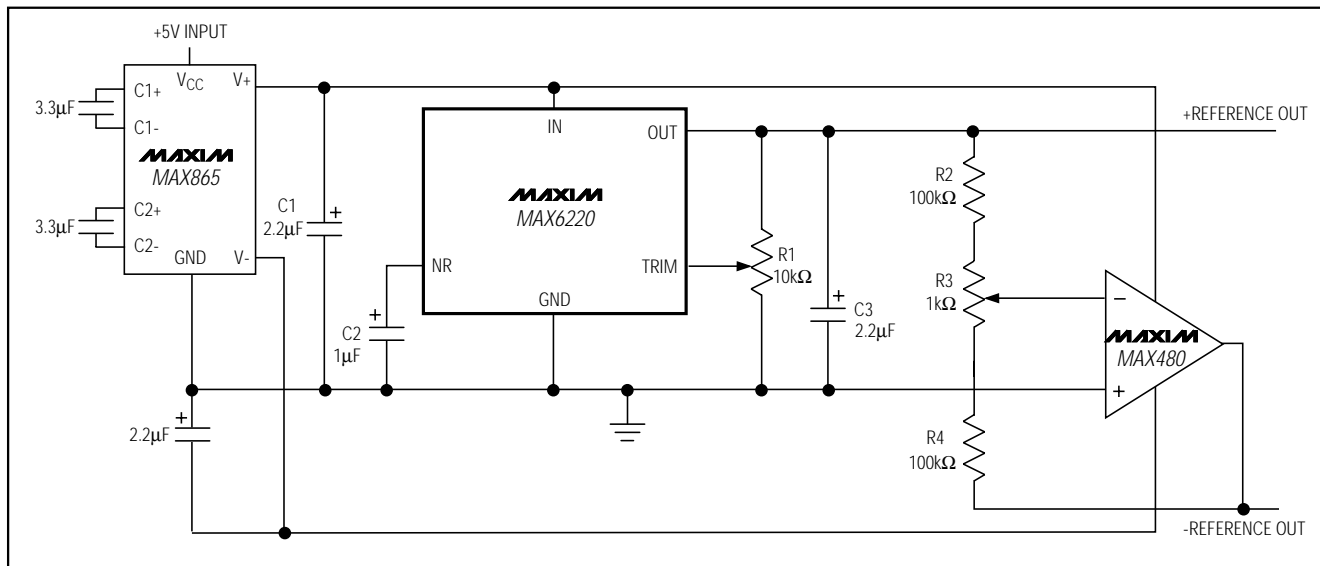 +5V INPUT
VCC
V+
C1+
3.3µF
C1-
MAXIM
MAX865
C2+
3.3µF
C2-
GND
V-
C1
+
2.2µF
IN
OUT
MAXIM
MAX6220
NR
TRIM
GND
+
C2
1µF
R1
10kΩ
+
C3
2.2µF
+REFERENCE OUT
R2
100kΩ
R3
1kΩ
−
MAXIM
MAX480
+
+
2.2µF
R4
100kΩ
-REFERENCE OUT